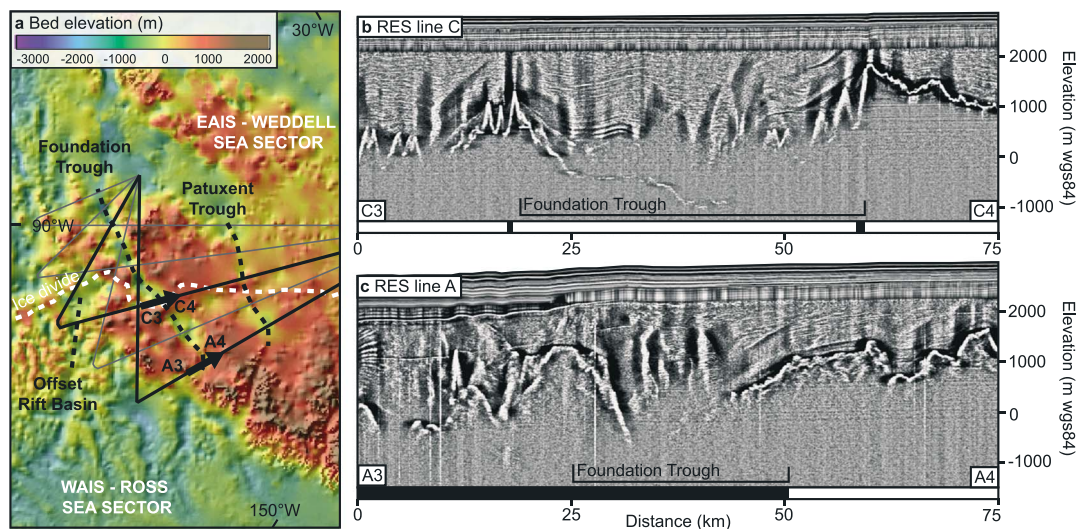 a Bed elevation (m)
-3000 -2000 -1000 0 1000 2000
30°W
EAIS - WEDDELL
SEA SECTOR
Foundation
Trough
Patuxent
Trough
90°W
Ice divide
C3
C4
A3
A4
Offset
Rift Basin
WAIS - ROSS
SEA SECTOR
150°W
b RES line C
2000
1000
0
-1000
Elevation (m wgs84)
Foundation Trough
C3
C4
0 25 50 75
c RES line A
2000
1000
0
-1000
Elevation (m wgs84)
Foundation Trough
A3
A4
0 25 50 75
Distance (km)